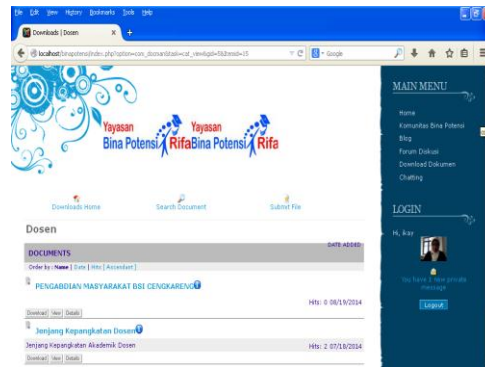 File Edit View History Bookmarks Tools Help
Downloads | Dosen
localhost/binapotensi/index.php?option=com_docman&task=cat_view&gid=56&Itemid=15
Google
Yayasan Yayasan
Bina Potensi RifaBina Potensi Rifa
Downloads Home Search Document Submit File
Dosen
DATE ADDED
DOCUMENTS
Order by : Name | Date | Hits | [ Ascendant ]
PENGABDIAN MASYARAKAT BSI CENGKARENG
Hits: 0 08/19/2014
Download View Details
Jenjang Kepangkatan Dosen
Jenjang Kepangkatan Akademik Dosen Hits: 2 07/18/2014
Download View Details
MAIN MENU
Home
Komunitas Bina Potensi
Blog
Forum Diskusi
Download Dokumen
Chatting
LOGIN
Hi, ikay
You have 1 new private
message
Logout